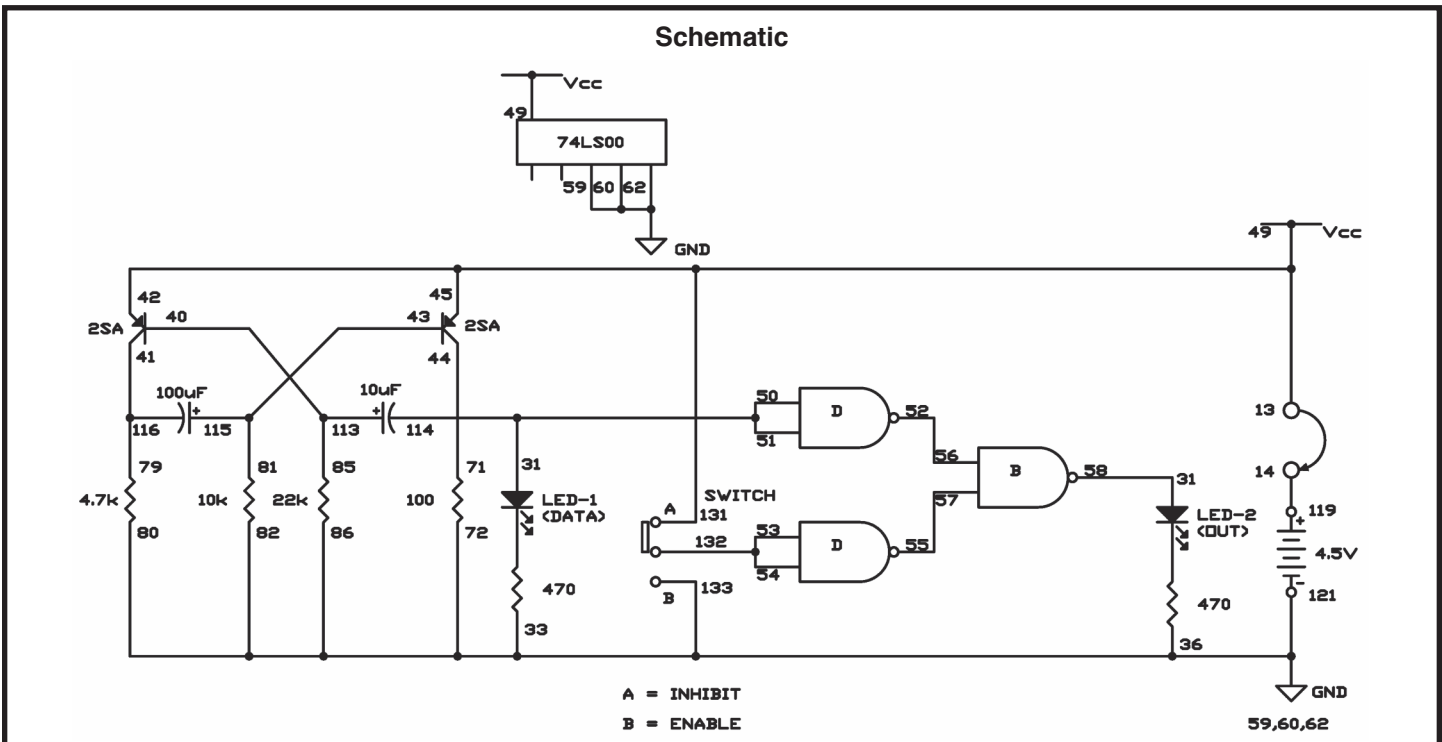 Schematic
Vcc
49
74LS00
59 60 62
GND
49 Vcc
42
45
2SA
40
43
2SA
41
44
100uF
+
10uF
+
116
115
113
114
79
81
85
71
4.7k
10k
22k
100
80
82
86
72
31
LED-1
(DATA)
470
33
A
SWITCH
131
132
B
133
50
51
D
52
53
54
D
55
56
57
B
58
31
LED-2
(OUT)
470
36
13
14
119
+
4.5V
-
121
A = INHIBIT
B = ENABLE
GND
59,60,62